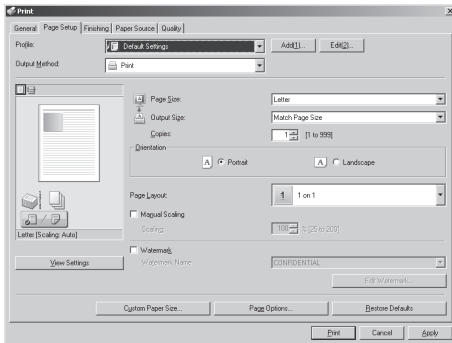 Print
General Page Setup Finishing Paper Source Quality
Profile: Default Settings Add(1)... Edit(2)...
Output Method: Print
Page Size: Letter
Output Size: Match Page Size
Copies: 1 [1 to 999]
Orientation
A Portrait A Landscape
Page Layout: 1 1 on 1
Manual Scaling
Scaling: 100 % [25 to 200]
Letter [Scaling: Auto]
Watermark
View Settings
Watermark Name: CONFIDENTIAL
Edit Watermark...
Custom Paper Size... Page Options... Restore Defaults
Print Cancel Apply